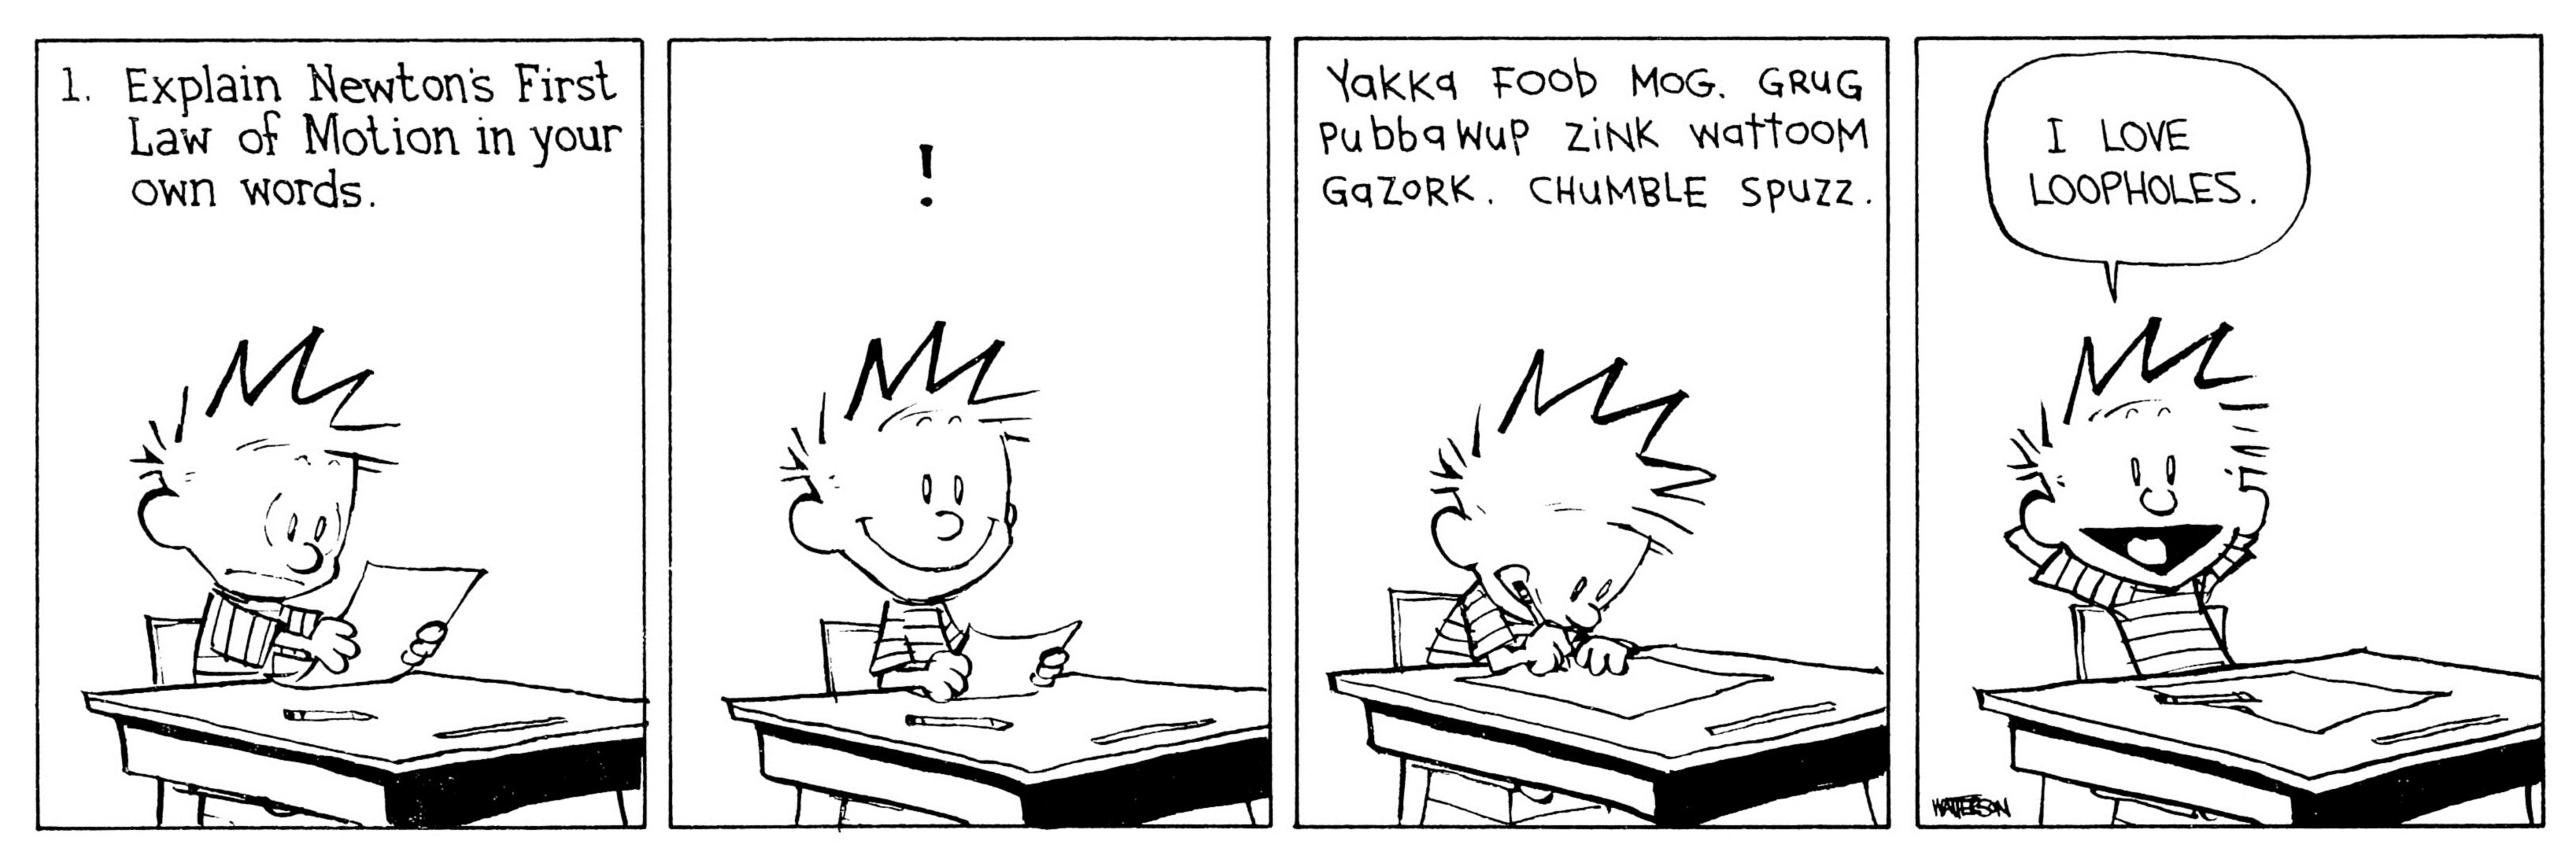 1. Explain Newton's First
Law of Motion in your
own words.
!
Yakka FOOb MOG. GRUG
PubbaWUP ZiNK WattOOM
GaZORK. CHUMBLE SPUZZ.
I LOVE
LOOPHOLES.
WATTERSON